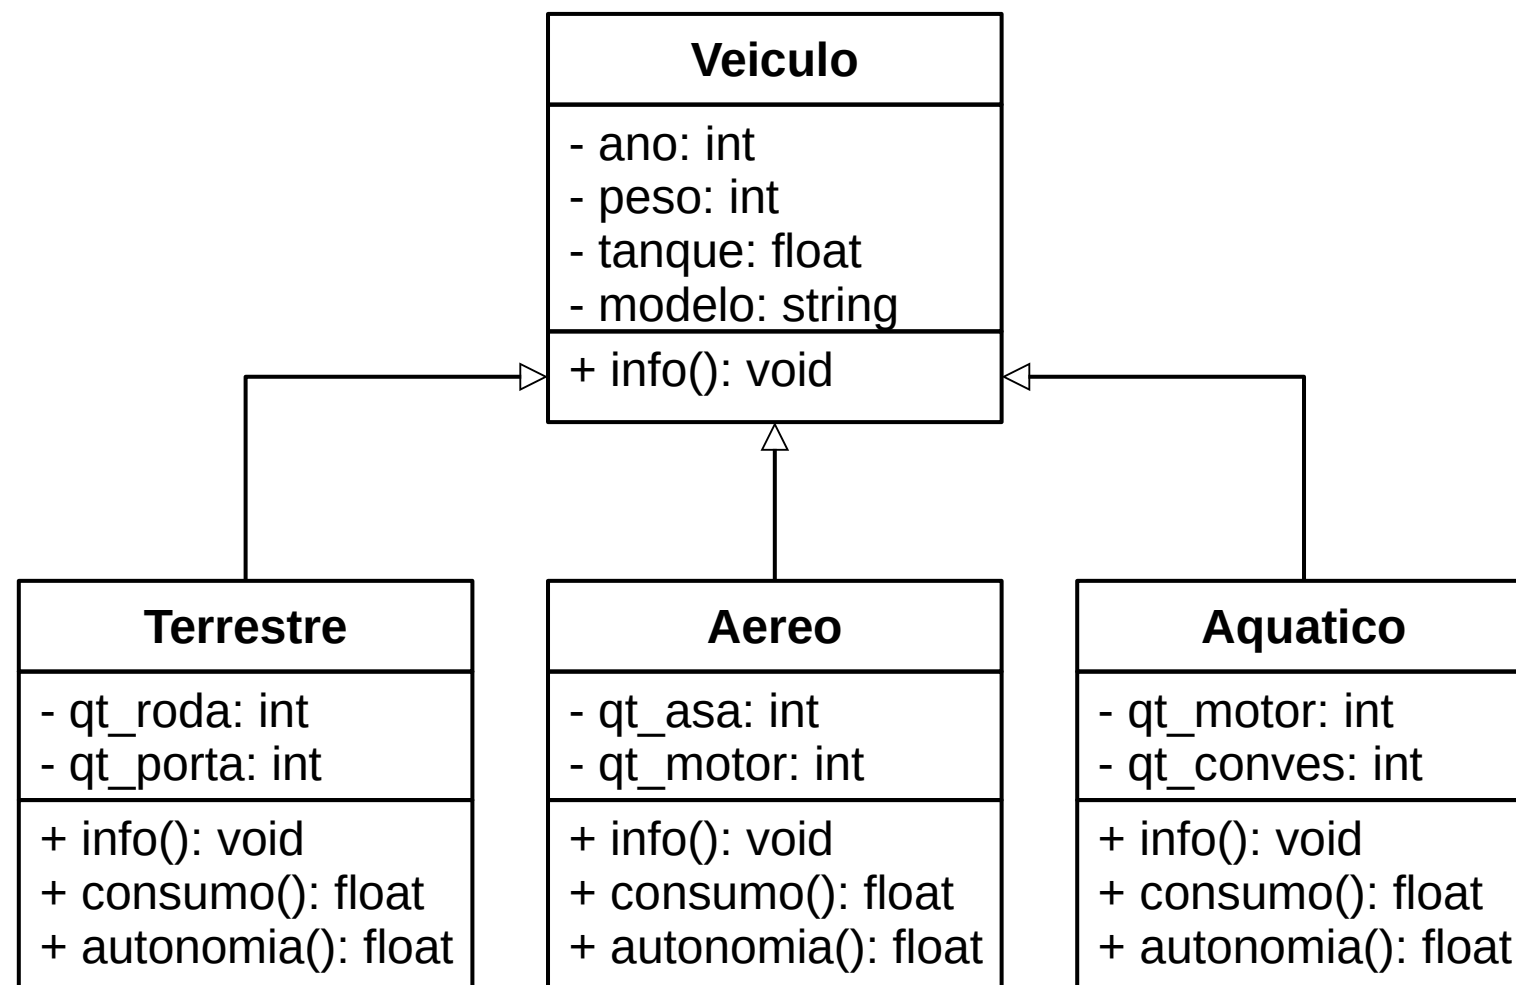 Veiculo
- ano: int
- peso: int
- tanque: float
- modelo: string
+ info(): void
Terrestre
- qt_roda: int
- qt_porta: int
+ info(): void
+ consumo(): float
+ autonomia(): float
Aereo
- qt_asa: int
- qt_motor: int
+ info(): void
+ consumo(): float
+ autonomia(): float
Aquatico
- qt_motor: int
- qt_conves: int
+ info(): void
+ consumo(): float
+ autonomia(): float